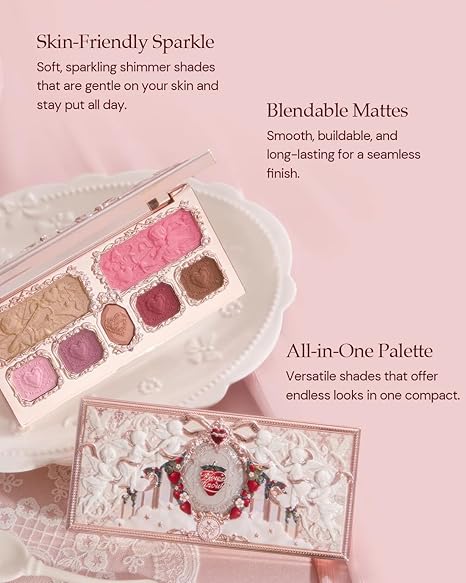 Skin-Friendly Sparkle
Soft, sparkling shimmer shades
that are gentle on your skin and
stay put all day.
Blendable Mattes
Smooth, buildable, and
long-lasting for a seamless
finish.
All-in-One Palette
Versatile shades that offer
endless looks in one compact.
Flower
Knows